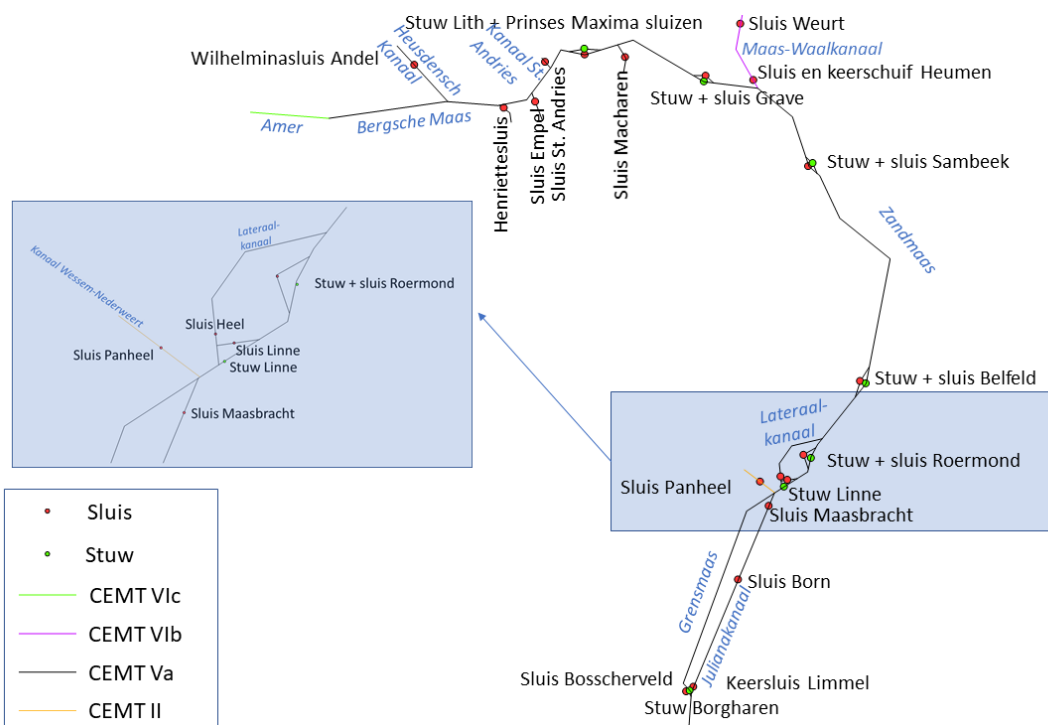 Stuw Lith + Prinses Maxima sluizen
Sluis Weurt
Maas-Waalkanaal
Wilhelminasluis Andel
Heusdensch
Kanaal
Kanaal St.
Andries
Sluis en keerschuif Heumen
Stuw + sluis Grave
Amer
Bergsche Maas
Henriettesluis
Sluis Empel
Sluis St. Andries
Sluis Macharen
Stuw + sluis Sambeek
Zandmaas
Lateraal-
kanaal
Kanaal Wessem-Nederweert
Stuw + sluis Roermond
Sluis Heel
Sluis Linne
Stuw Linne
Sluis Panheel
Sluis Maasbracht
Stuw + sluis Belfeld
Lateraal-
kanaal
Stuw + sluis Roermond
Sluis Panheel
Stuw Linne
Sluis Maasbracht
Sluis Born
Grensmaas
Julianakanaal
Sluis Bosscherveld
Keersluis Limmel
Stuw Borgharen
Sluis
Stuw
CEMT VIc
CEMT VIb
CEMT Va
CEMT II